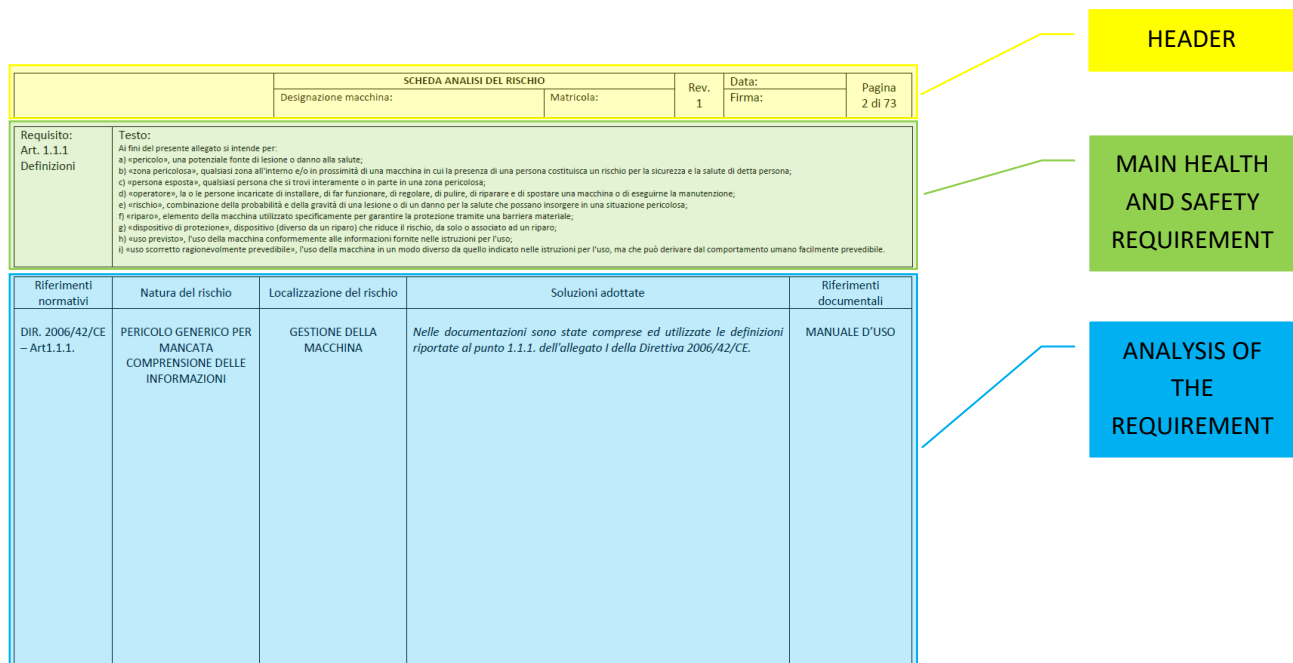 HEADER
SCHEDA ANALISI DEL RISCHIO
Designazione macchina:
Matricola:
Rev.
1
Data:
Firma:
Pagina
2 di 73
MAIN HEALTH
AND SAFETY
REQUIREMENT
Requisito:
Art. 1.1.1
Definizioni
Testo:
Ai fini del presente allegato si intende per:
a) «pericolo», una potenziale fonte di lesione o danno alla salute;
b) «zona pericolosa», qualsiasi zona all'interno e/o in prossimità di una macchina in cui la presenza di una persona costituisca un rischio per la sicurezza e la salute di detta persona;
c) «persona esposta», qualsiasi persona che si trovi interamente o in parte in una zona pericolosa;
d) «operatore», la o le persone incaricate di installare, di far funzionare, di regolare, di pulire, di riparare e di spostare una macchina o di eseguirne la manutenzione;
e) «rischio», combinazione della probabilità e della gravità di una lesione o di un danno per la salute che possano insorgere in una situazione pericolosa;
f) «riparo», elemento della macchina utilizzato specificamente per garantire la protezione tramite una barriera materiale;
g) «dispositivo di protezione», dispositivo (diverso da un riparo) che riduce il rischio, da solo o associato ad un riparo;
h) «uso previsto», l'uso della macchina conformemente alle informazioni fornite nelle istruzioni per l'uso;
i) «uso scorretto ragionevolmente prevedibile», l'uso della macchina in un modo diverso da quello indicato nelle istruzioni per l'uso, ma che può derivare dal comportamento umano facilmente prevedibile.
ANALYSIS OF
THE
REQUIREMENT
Riferimenti
normativi
Natura del rischio
Localizzazione del rischio
Soluzioni adottate
Riferimenti
documentali
DIR. 2006/42/CE
– Art1.1.1.
PERICOLO GENERICO PER
MANCATA
COMPRENSIONE DELLE
INFORMAZIONI
GESTIONE DELLA
MACCHINA
Nelle documentazioni sono state comprese ed utilizzate le definizioni
riportate al punto 1.1.1. dell'allegato I della Direttiva 2006/42/CE.
MANUALE D'USO